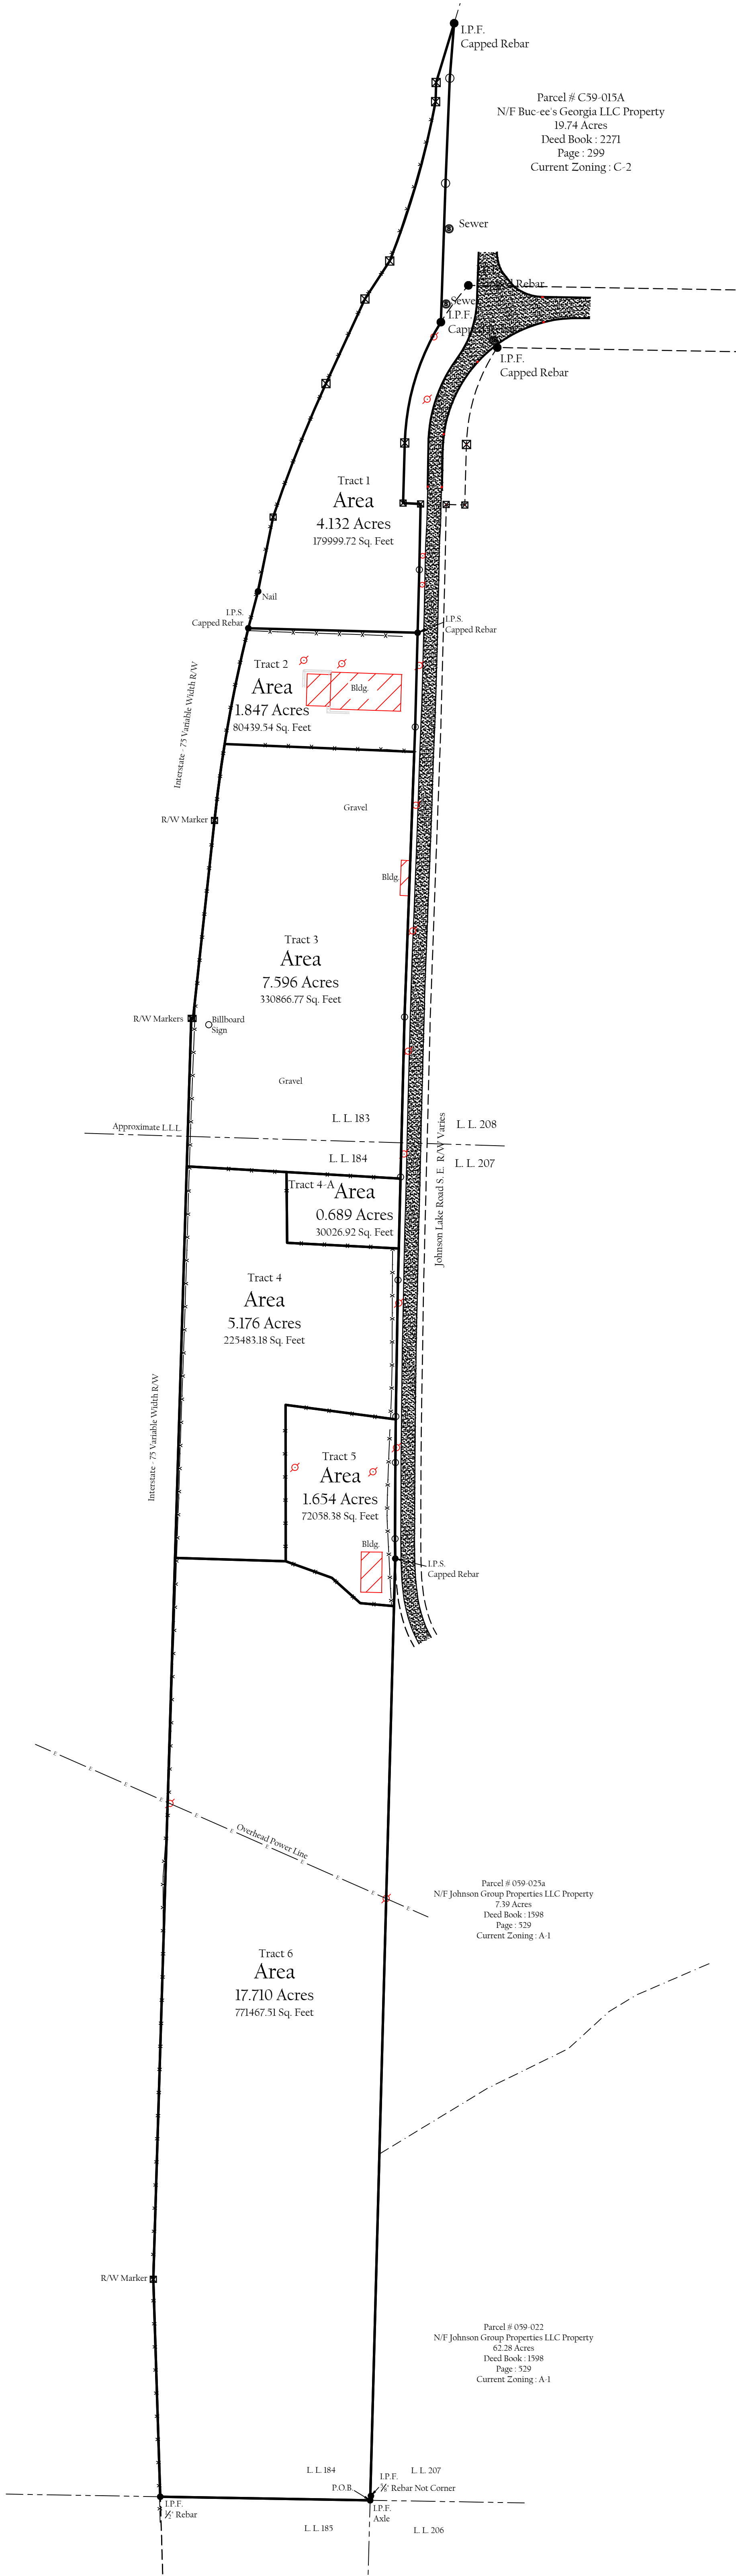 I.P.F.
Capped Rebar
Parcel # C59-015A
N/F Buc-ee's Georgia LLC Property
19.74 Acres
Deed Book : 2271
Page : 299
Current Zoning : C-2
Sewer
Sewer
I.P.F.
I.P.F.
Capped Rebar
Tract 1
Area
4.132 Acres
179999.72 Sq. Feet
Nail
I.P.S.
Capped Rebar
I.P.S.
Capped Rebar
Interstate - 75 Variable Width R/W
Tract 2
Area
1.847 Acres
80439.54 Sq. Feet
Bldg.
Gravel
R/W Marker
Bldg.
Tract 3
Area
7.596 Acres
330866.77 Sq. Feet
R/W Markers
Billboard
Sign
Gravel
L. L. 183
L. L. 208
Approximate L.L.L.
L. L. 184
L. L. 207
Johnson Lake Road S. E. R/W Varies
Tract 4-A
Area
0.689 Acres
30026.92 Sq. Feet
Tract 4
Area
5.176 Acres
225483.18 Sq. Feet
Interstate - 75 Variable Width R/W
Tract 5
Area
1.654 Acres
72058.38 Sq. Feet
Bldg.
I.P.S.
Capped Rebar
Overhead Power Line
Parcel # 059-025a
N/F Johnson Group Properties LLC Property
7.39 Acres
Deed Book : 1598
Page : 529
Current Zoning : A-1
Tract 6
Area
17.710 Acres
771467.51 Sq. Feet
R/W Marker
Parcel # 059-022
N/F Johnson Group Properties LLC Property
62.28 Acres
Deed Book : 1598
Page : 529
Current Zoning : A-1
L. L. 184
L. L. 207
I.P.F.
Rebar Not Corner
P.O.B.
I.P.F.
½" Rebar
I.P.F.
Axle
L. L. 185
L. L. 206